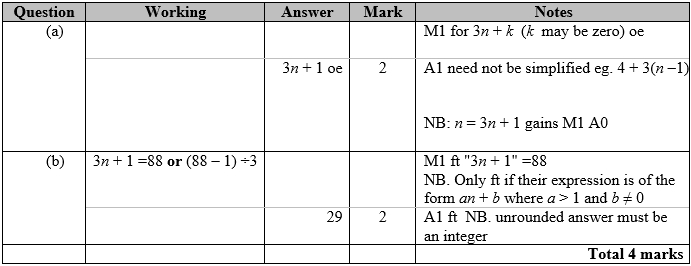 Question Working Answer Mark Notes
(a) M1 for 3n + k (k may be zero) oe
3n + 1 oe 2 A1 need not be simplified eg. 4 + 3(n –1)
NB: n = 3n + 1 gains M1 A0
(b) 3n + 1 =88 or (88 – 1) ÷3 M1 ft "3n + 1" =88
NB. Only ft if their expression is of the
form an + b where a > 1 and b ≠ 0
29 2 A1 ft NB. unrounded answer must be
an integer
Total 4 marks